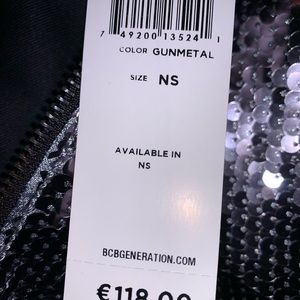 7 49200 13524 1
COLOR GUNMETAL
SIZE NS
AVAILABLE IN
NS
BCBGENERATION.COM
€118.00